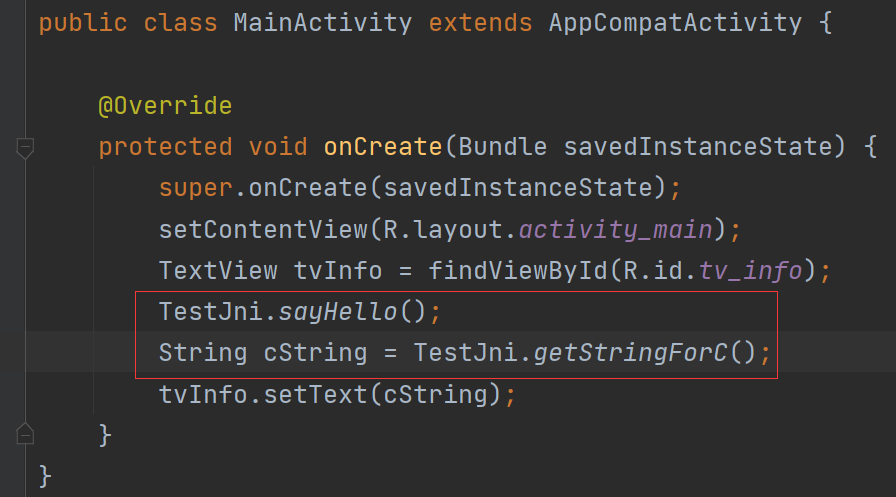 public class MainActivity extends AppCompatActivity {
@Override
protected void onCreate(Bundle savedInstanceState) {
super.onCreate(savedInstanceState);
setContentView(R.layout.activity_main);
TextView tvInfo = findViewById(R.id.tv_info);
TestJni.sayHello();
String cString = TestJni.getStringForC();
tvInfo.setText(cString);
}
}